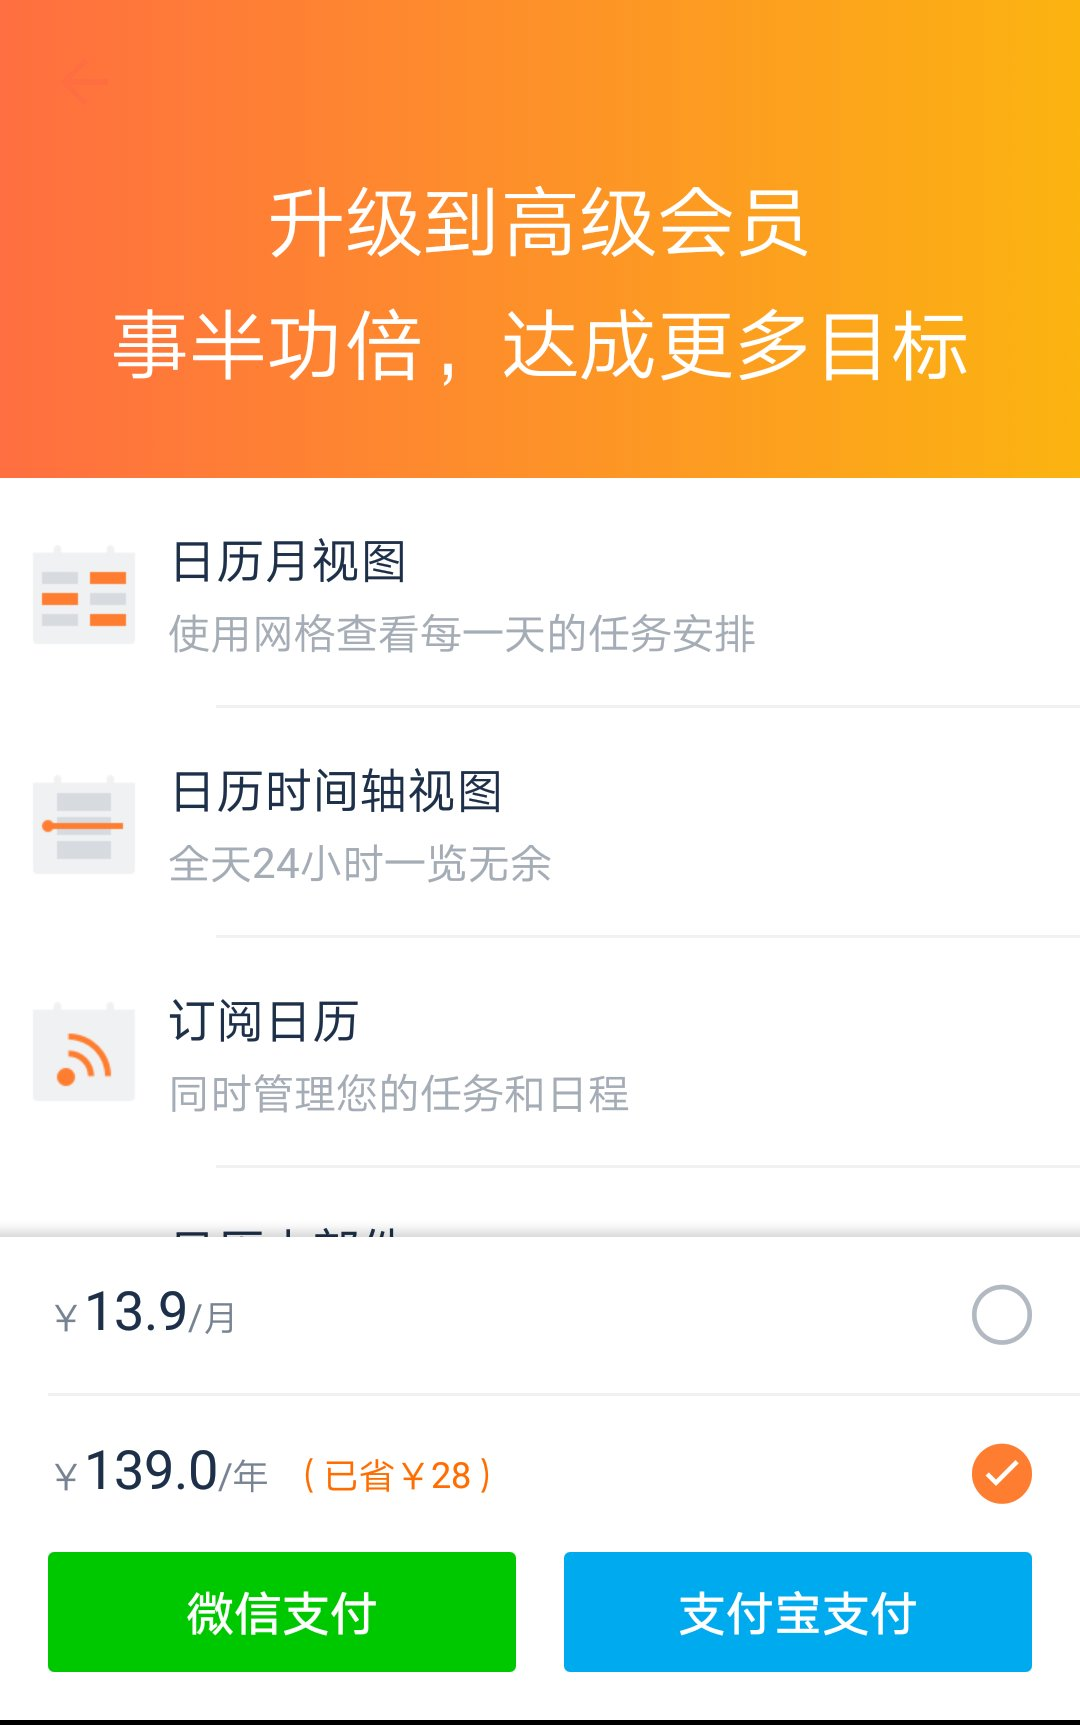 升级到高级会员
事半功倍，达成更多目标
日历月视图
使用网格查看每一天的任务安排
日历时间轴视图
全天24小时一览无余
订阅日历
同时管理您的任务和日程
¥13.9/月
¥139.0/年 （已省¥28）
微信支付 支付宝支付